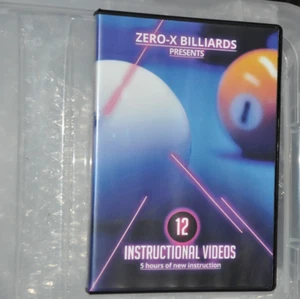 ZERO-X BILLIARDS
PRESENTS
12
INSTRUCTIONAL VIDEOS
5 hours of new instruction